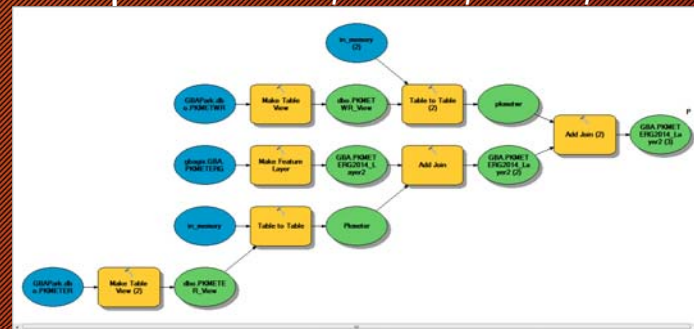 in_memory
(2)
GBAPark.db
o.PKMETWR
Make Table
View
dbo.PKMET
WR_View
Table to Table
(2)
pkmetwr
Add Join (2)
GBA.PKMET
ERG2014_La
yer2 (3)
P
gbagis.GBA.
PKMETERG
Make Feature
Layer
GBA.PKMET
ERG2014_L
ayer2
Add Join
GBA.PKMET
ERG2014_La
yer2 (2)
in_memory
Table to Table
Pkmeter
GBAPark.db
o.PKMETER
Make Table
View (2)
dbo.PKMETE
R_View